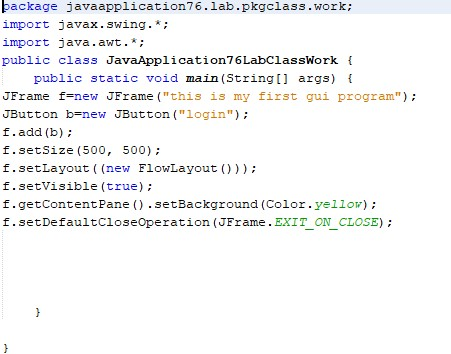 package javaapplication76.lab.pkgclass.work;
import javax.swing.*;
import java.awt.*;
public class JavaApplication76LabClassWork {
    public static void main(String[] args) {
JFrame f=new JFrame("this is my first gui program");
JButton b=new JButton("login");
f.add(b);
f.setSize(500, 500);
f.setLayout((new FlowLayout()));
f.setVisible(true);
f.getContentPane().setBackground(Color.yellow);
f.setDefaultCloseOperation(JFrame.EXIT_ON_CLOSE);
    }
}